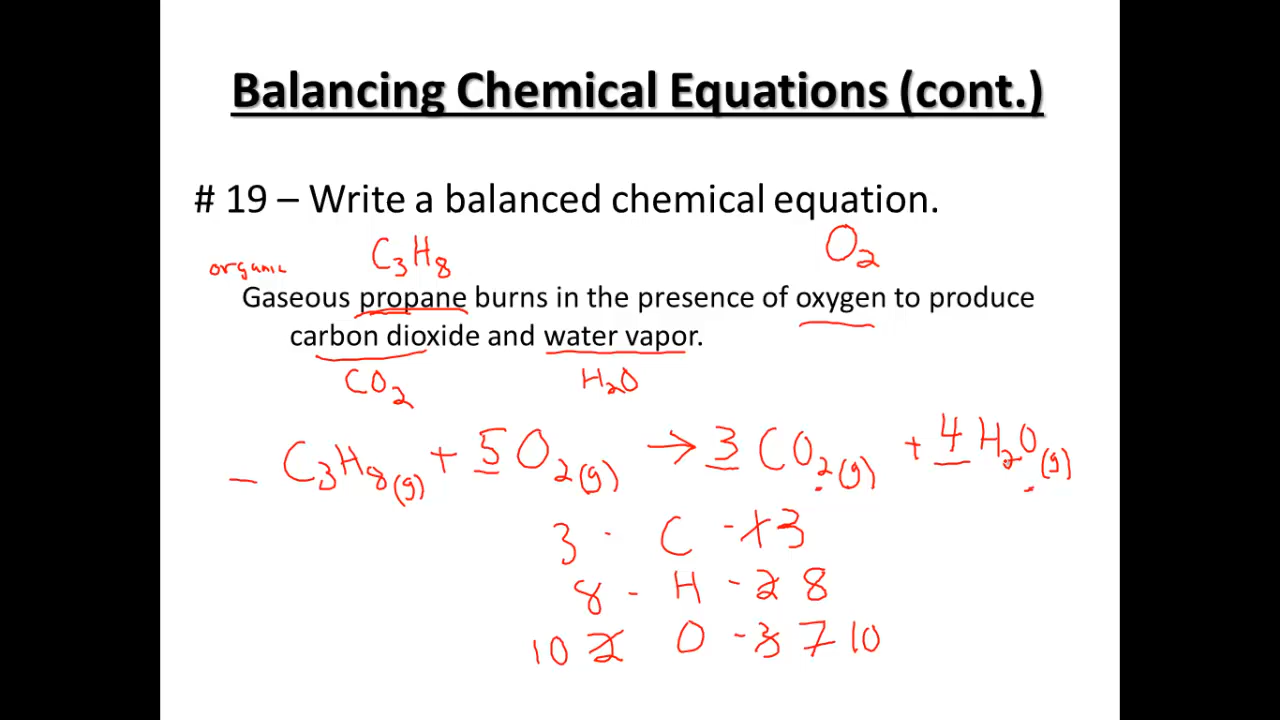 Balancing Chemical Equations (cont.)
# 19 – Write a balanced chemical equation.
organic C₃H₈ O₂
Gaseous propane burns in the presence of oxygen to produce
carbon dioxide and water vapor.
CO₂ H₂O
_ C₃H₈(g) + 5 O₂(g) → 3 CO₂(g) + 4 H₂O(g)
3 - C - 1 3
8 - H - 2 8
10 2 O - 3 7 10